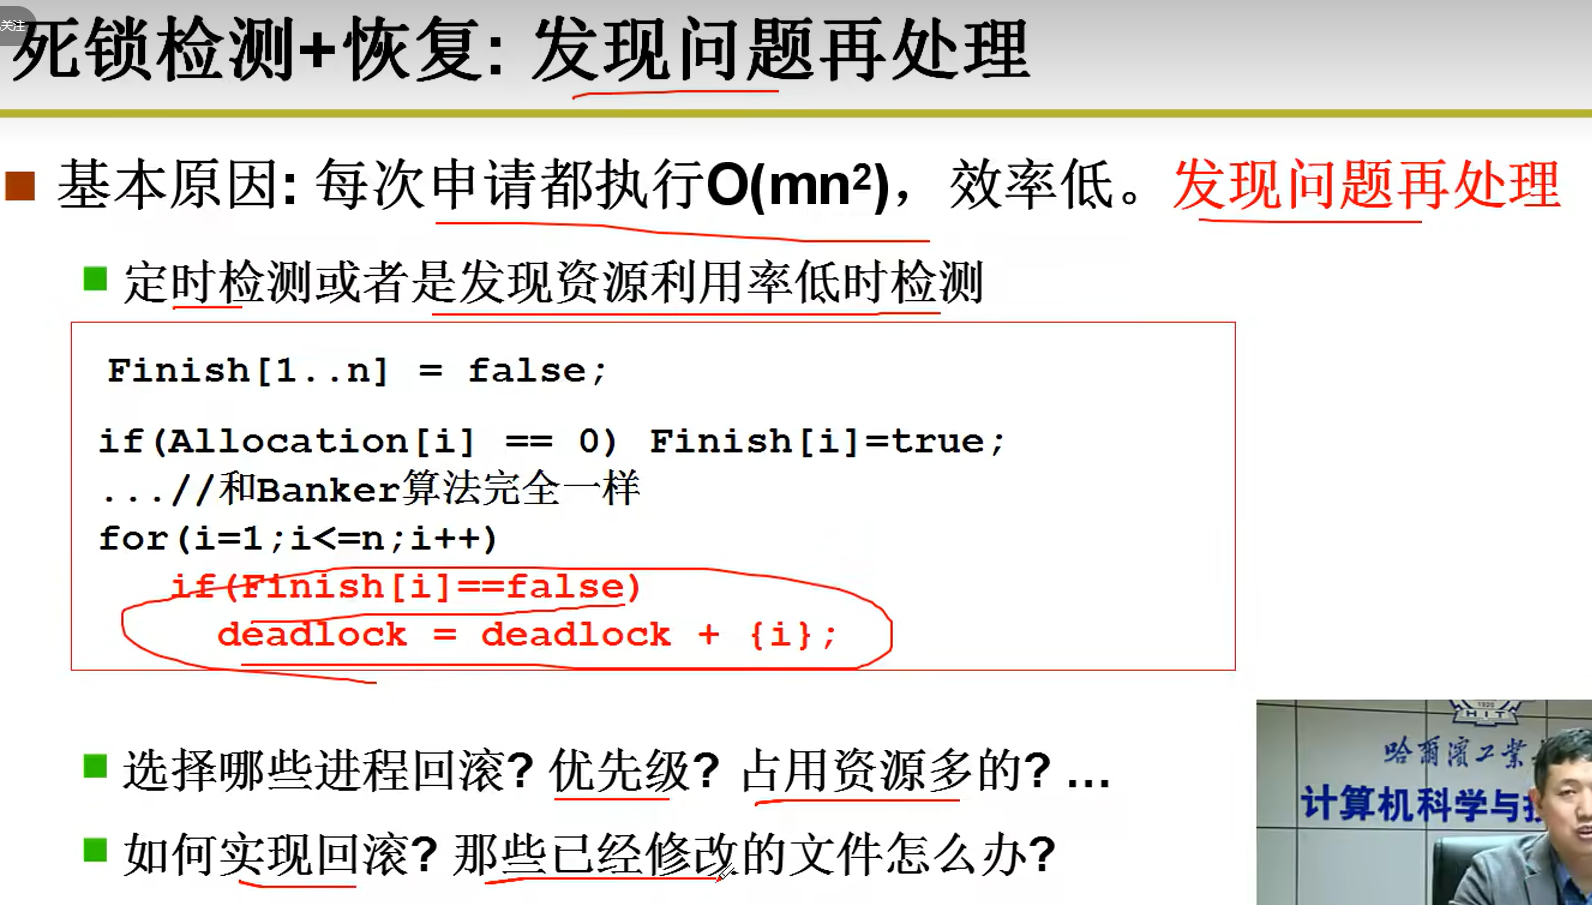 关注
死锁检测+恢复: 发现问题再处理
基本原因: 每次申请都执行O(mn²)，效率低。发现问题再处理
定时检测或者是发现资源利用率低时检测
Finish[1..n] = false;
if(Allocation[i] == 0) Finish[i]=true;
...//和Banker算法完全一样
for(i=1;i<=n;i++)
if(Finish[i]==false)
deadlock = deadlock + {i};
选择哪些进程回滚? 优先级? 占用资源多的? ...
如何实现回滚? 那些已经修改的文件怎么办?
1920
HIT
哈爾濱工業
计算机科学与技